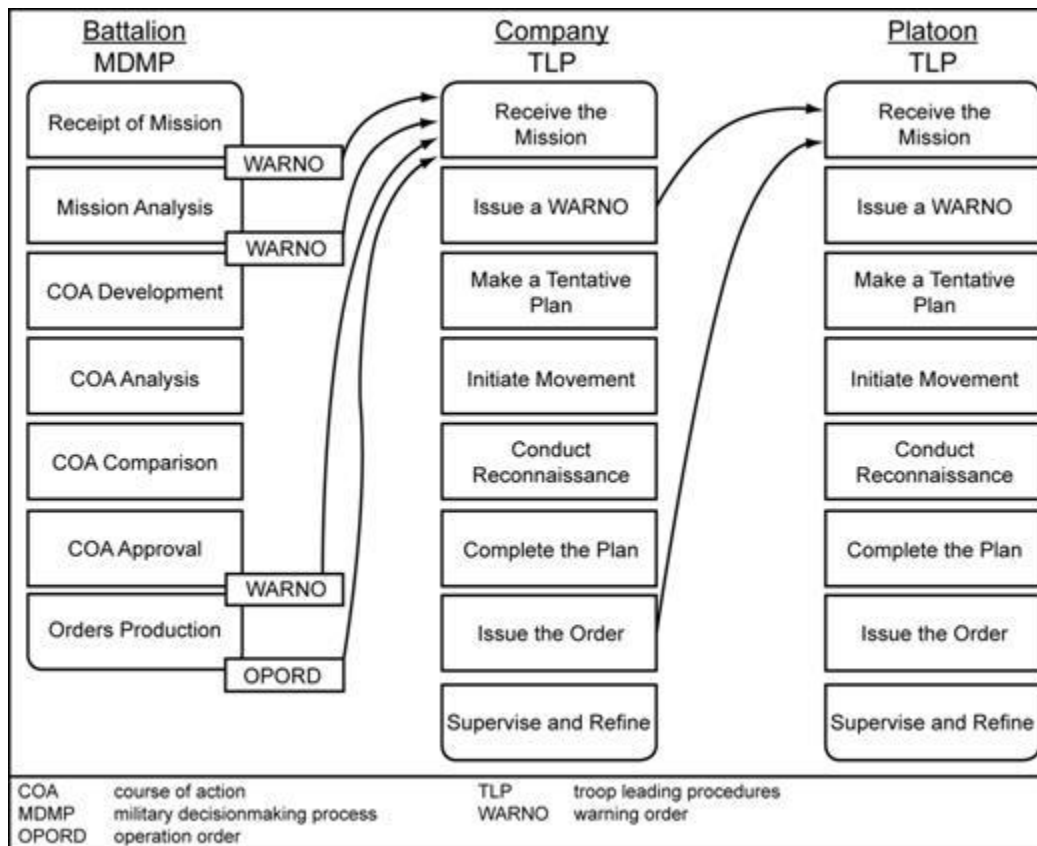 Battalion
MDMP
Receipt of Mission
WARNO
Mission Analysis
WARNO
COA Development
COA Analysis
COA Comparison
COA Approval
WARNO
Orders Production
OPORD
Company
TLP
Receive the
Mission
Issue a WARNO
Make a Tentative
Plan
Initiate Movement
Conduct
Reconnaissance
Complete the Plan
Issue the Order
Supervise and Refine
Platoon
TLP
Receive the
Mission
Issue a WARNO
Make a Tentative
Plan
Initiate Movement
Conduct
Reconnaissance
Complete the Plan
Issue the Order
Supervise and Refine
COA course of action
MDMP military decisionmaking process
OPORD operation order
TLP troop leading procedures
WARNO warning order